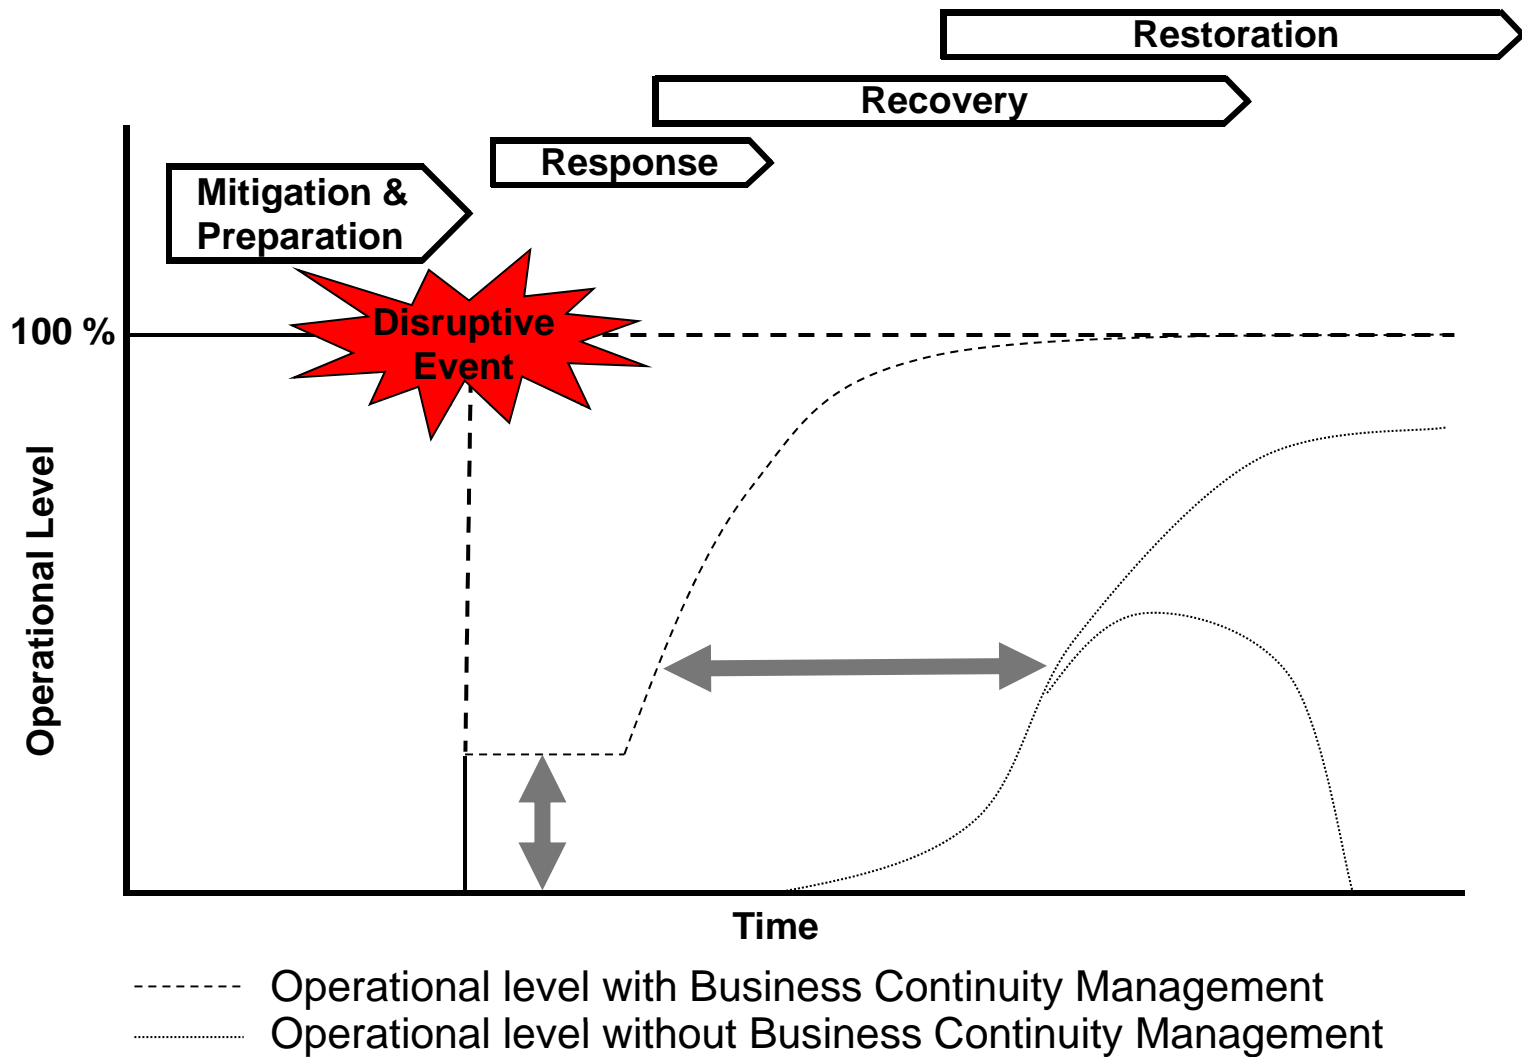 Restoration
Recovery
Response
Mitigation &
Preparation
100 %
Disruptive
Event
Operational Level
Time
Operational level with Business Continuity Management
Operational level without Business Continuity Management